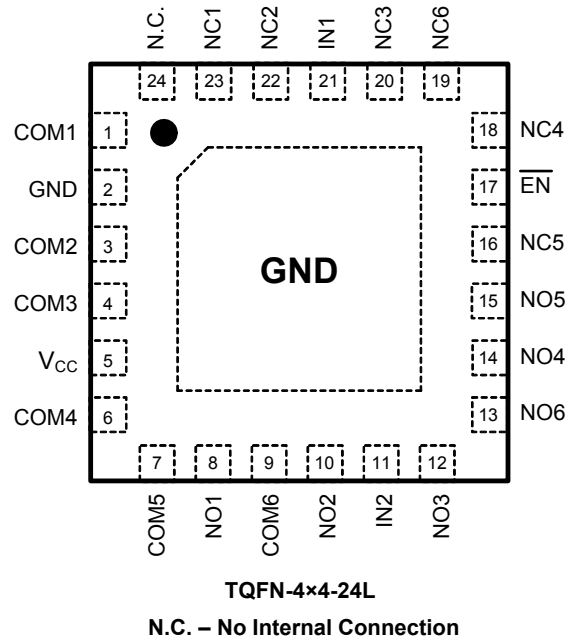 N.C.
NC1
NC2
IN1
NC3
NC6
24
23
22
21
20
19
COM1
1
18
NC4
GND
2
17
EN
COM2
3
16
NC5
GND
COM3
4
15
NO5
VCC
5
14
NO4
COM4
6
13
NO6
7
8
9
10
11
12
COM5
NO1
COM6
NO2
IN2
NO3
TQFN-4×4-24L
N.C. – No Internal Connection